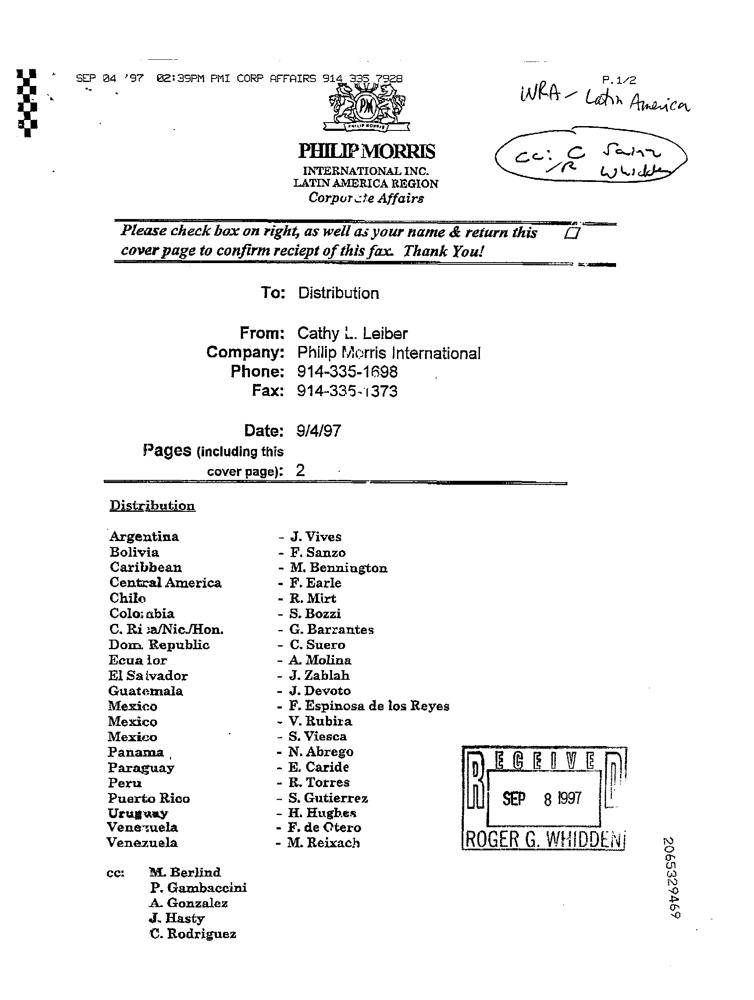 SEP 04 '97 02:39PM PMI CORP AFFAIRS 914 335 7928
P.1/2
WRA - Latin America
PM
PHILIP MORRIS
PHILIP MORRIS
INTERNATIONAL INC.
LATIN AMERICA REGION
Corporate Affairs
cc: C Sainz
/R Whidden
Please check box on right, as well as your name & return this
cover page to confirm reciept of this fax. Thank You!
To: Distribution
From: Cathy L. Leiber
Company: Philip Morris International
Phone: 914-335-1698
Fax: 914-335-1373
Date: 9/4/97
Pages (including this
cover page): 2
Distribution
Argentina - J. Vives
Bolivia - F. Sanzo
Caribbean - M. Bennington
Central America - F. Earle
Chile - R. Mirt
Colombia - S. Bozzi
C. Rica/Nic./Hon. - G. Barrantes
Dom. Republic - C. Suero
Ecuador - A. Molina
El Salvador - J. Zablah
Guatemala - J. Devoto
Mexico - F. Espinosa de los Reyes
Mexico - V. Rubira
Mexico - S. Viesca
Panama - N. Abrego
Paraguay - E. Caride
Peru - R. Torres
Puerto Rico - S. Gutierrez
Uruguay - H. Hughes
Venezuela - F. de Otero
Venezuela - M. Reixach
cc: M. Berlind
P. Gambaccini
A. Gonzalez
J. Hasty
C. Rodriguez
RECEIVED
SEP 8 1997
ROGER G. WHIDDEN
2065329469